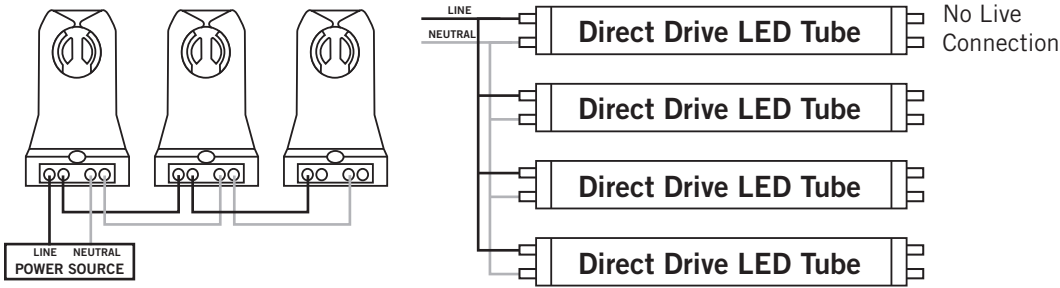 LINE NEUTRAL
POWER SOURCE
LINE
NEUTRAL
Direct Drive LED Tube
No Live
Connection
Direct Drive LED Tube
Direct Drive LED Tube
Direct Drive LED Tube